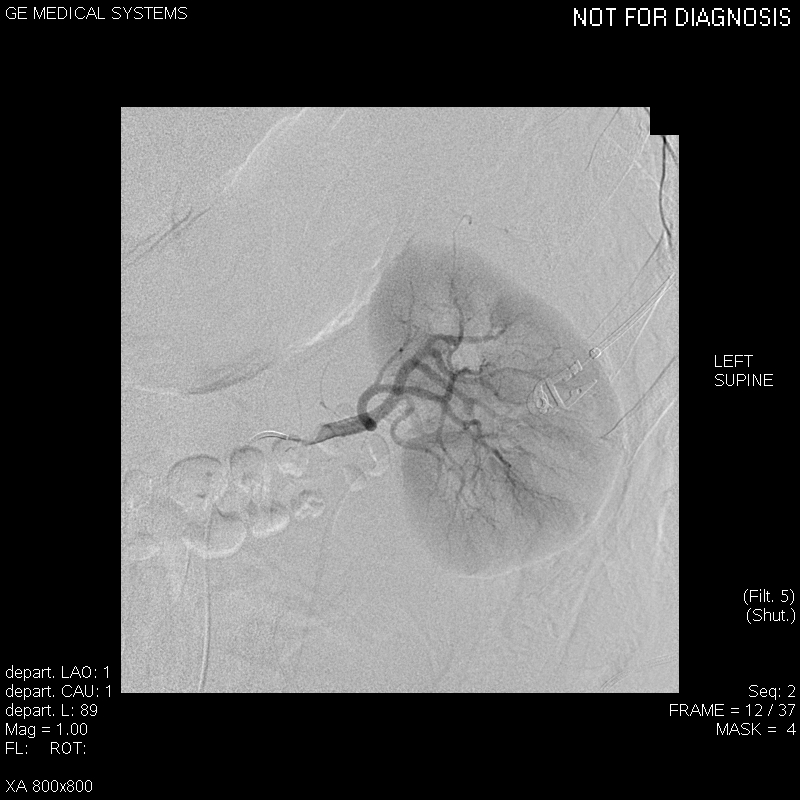 GE MEDICAL SYSTEMS
NOT FOR DIAGNOSIS
LEFT
SUPINE
(Filt. 5)
(Shut.)
depart. LAO: 1
depart. CAU: 1
depart. L: 89
Mag = 1.00
FL: ROT:
XA 800x800
Seq: 2
FRAME = 12 / 37
MASK = 4